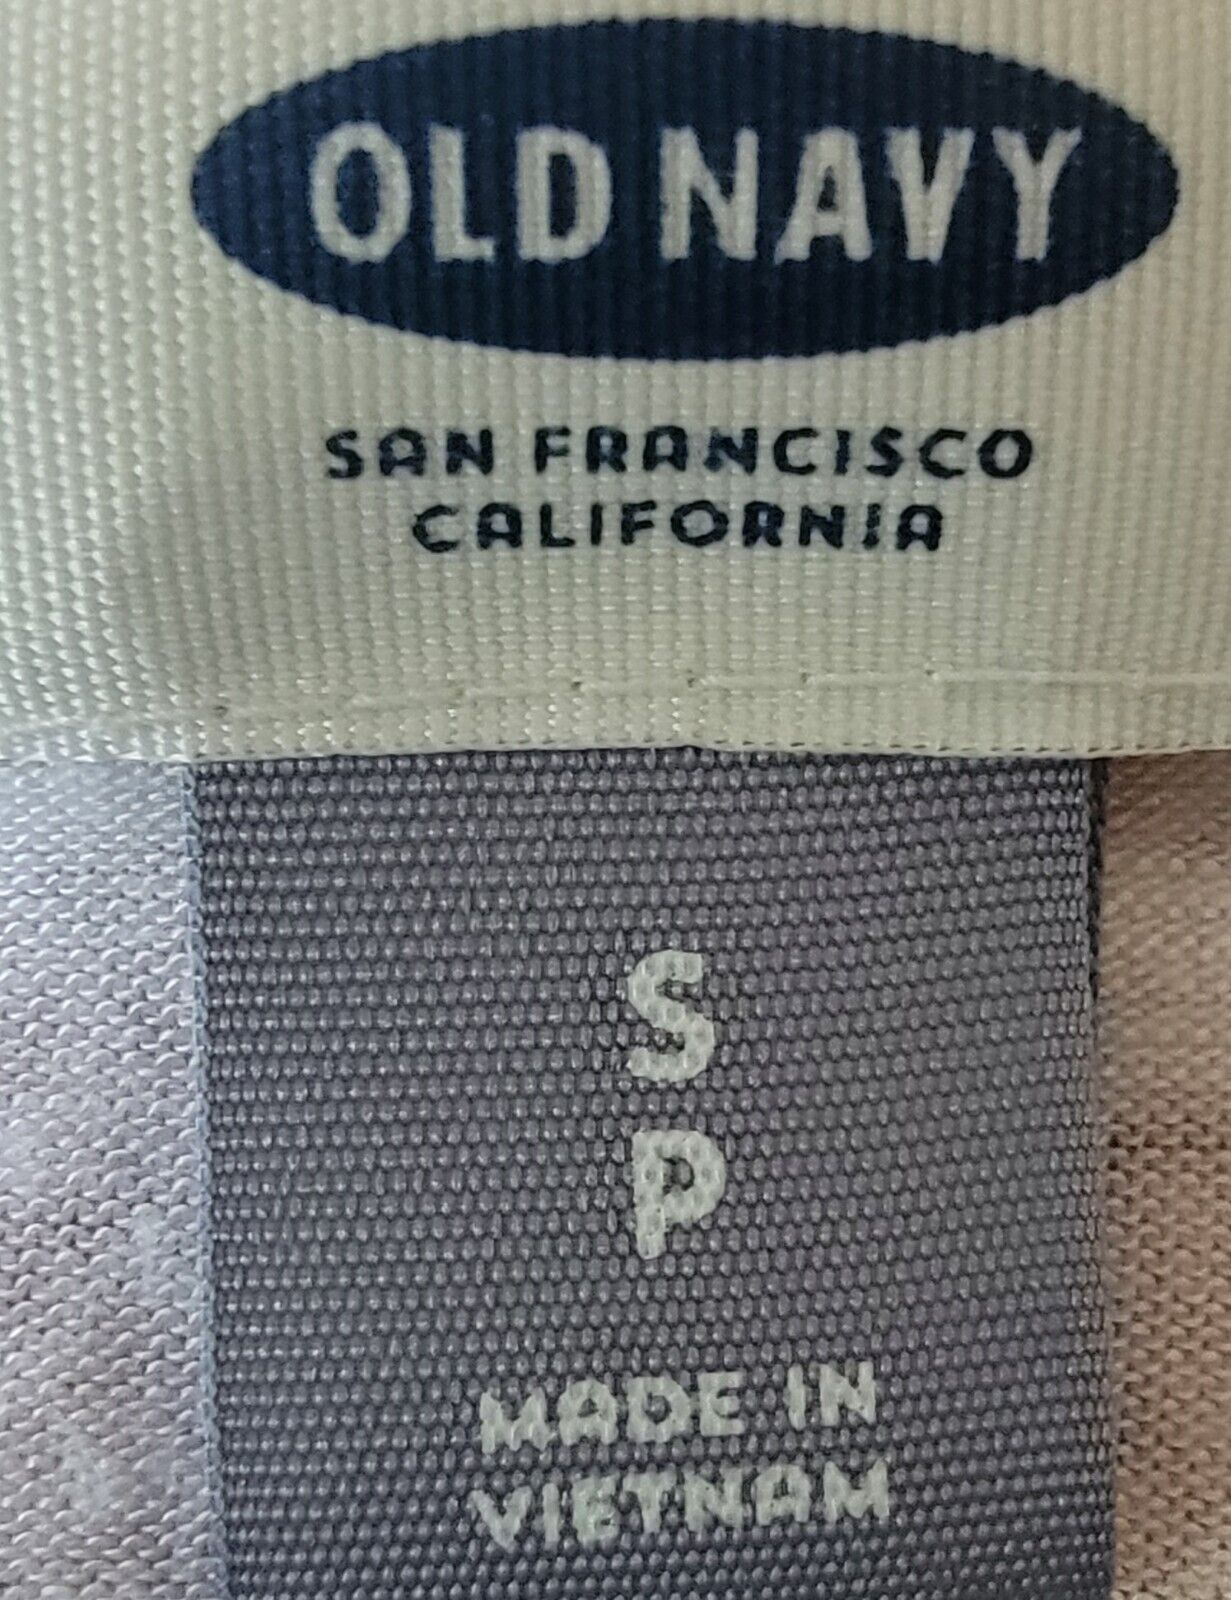 OLD NAVY
SAN FRANCISCO
CALIFORNIA
S
P
MADE IN
VIETNAM